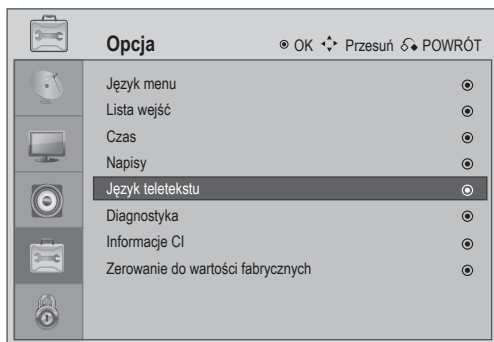 Opcja
OK Przesuń POWRÓT
Język menu
Lista wejść
Czas
Napisy
Język teletekstu
Diagnostyka
Informacje CI
Zerowanie do wartości fabrycznych